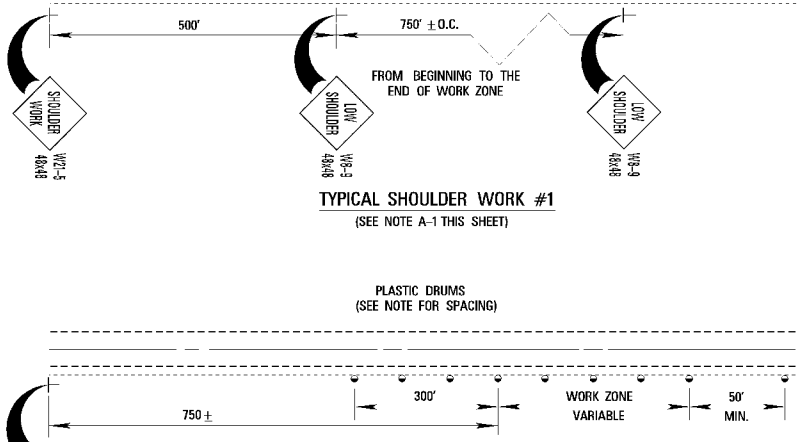 500'
750' ± O.C.
FROM BEGINNING TO THE
END OF WORK ZONE
SHOULDER
WORK
W21-5
48x48
LOW
SHOULDER
W8-9
48x48
LOW
SHOULDER
W8-9
48x48
TYPICAL SHOULDER WORK #1
(SEE NOTE A-1 THIS SHEET)
PLASTIC DRUMS
(SEE NOTE FOR SPACING)
300'
WORK ZONE
VARIABLE
50'
MIN.
750 ±